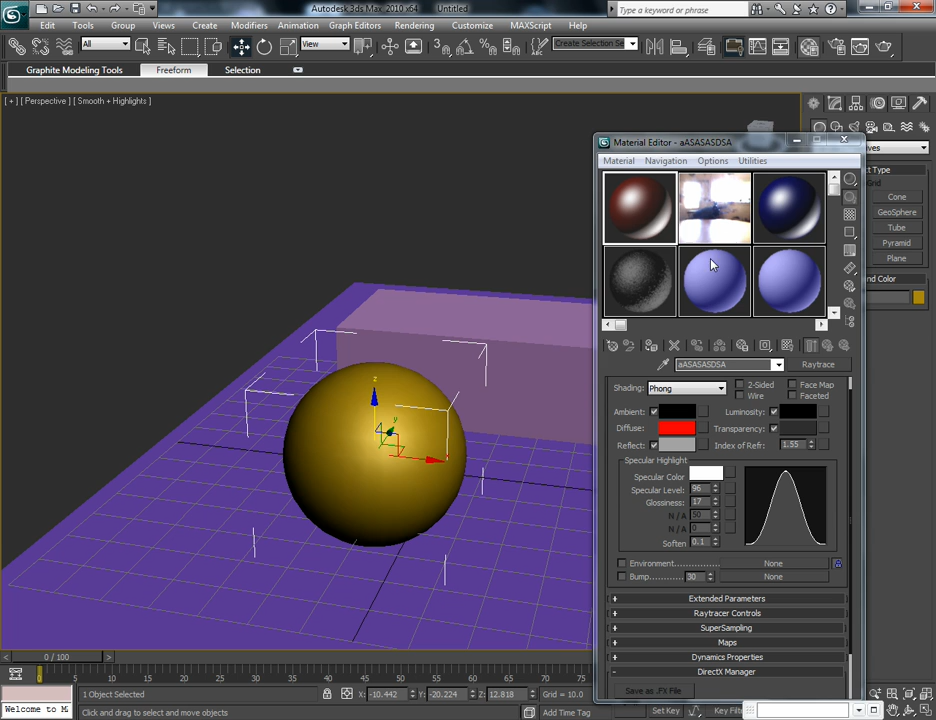 Autodesk 3ds Max 2010 x64 Untitled
Type a keyword or phrase
Edit Tools Group Views Create Modifiers Animation Graph Editors Rendering Customize MAXScript Help
All View Create Selection Se
Graphite Modeling Tools Freeform Selection
[ + ] [ Perspective ] [ Smooth + Highlights ]
Material Editor - aASASASDSA
Material Navigation Options Utilities
ves
ct Type
Grid
Cone
GeoSphere
Tube
Pyramid
Plane
nd Color
z
y
aASASASDSA Raytrace
Shading: Phong 2-Sided Face Map
Wire Faceted
Ambient: Luminosity:
Diffuse: Transparency:
Reflect: Index of Refr: 1.55
Specular Highlight
Specular Color
Specular Level: 96
Glossiness: 17
N / A 50
N / A 0
Soften 0.1
Environment.................. None
Bump........... 30 None
Extended Parameters
Raytracer Controls
SuperSampling
Maps
Dynamics Properties
DirectX Manager
Save as .FX File
0 / 100
0 5 10 15 20 25 30 35 40 45 50 55 60 65 70 75
1 Object Selected X: -10.442 Y: -20.224 Z: 12.818 Grid = 10.0
Welcome to M Click and drag to select and move objects Add Time Tag Set Key Key Filt